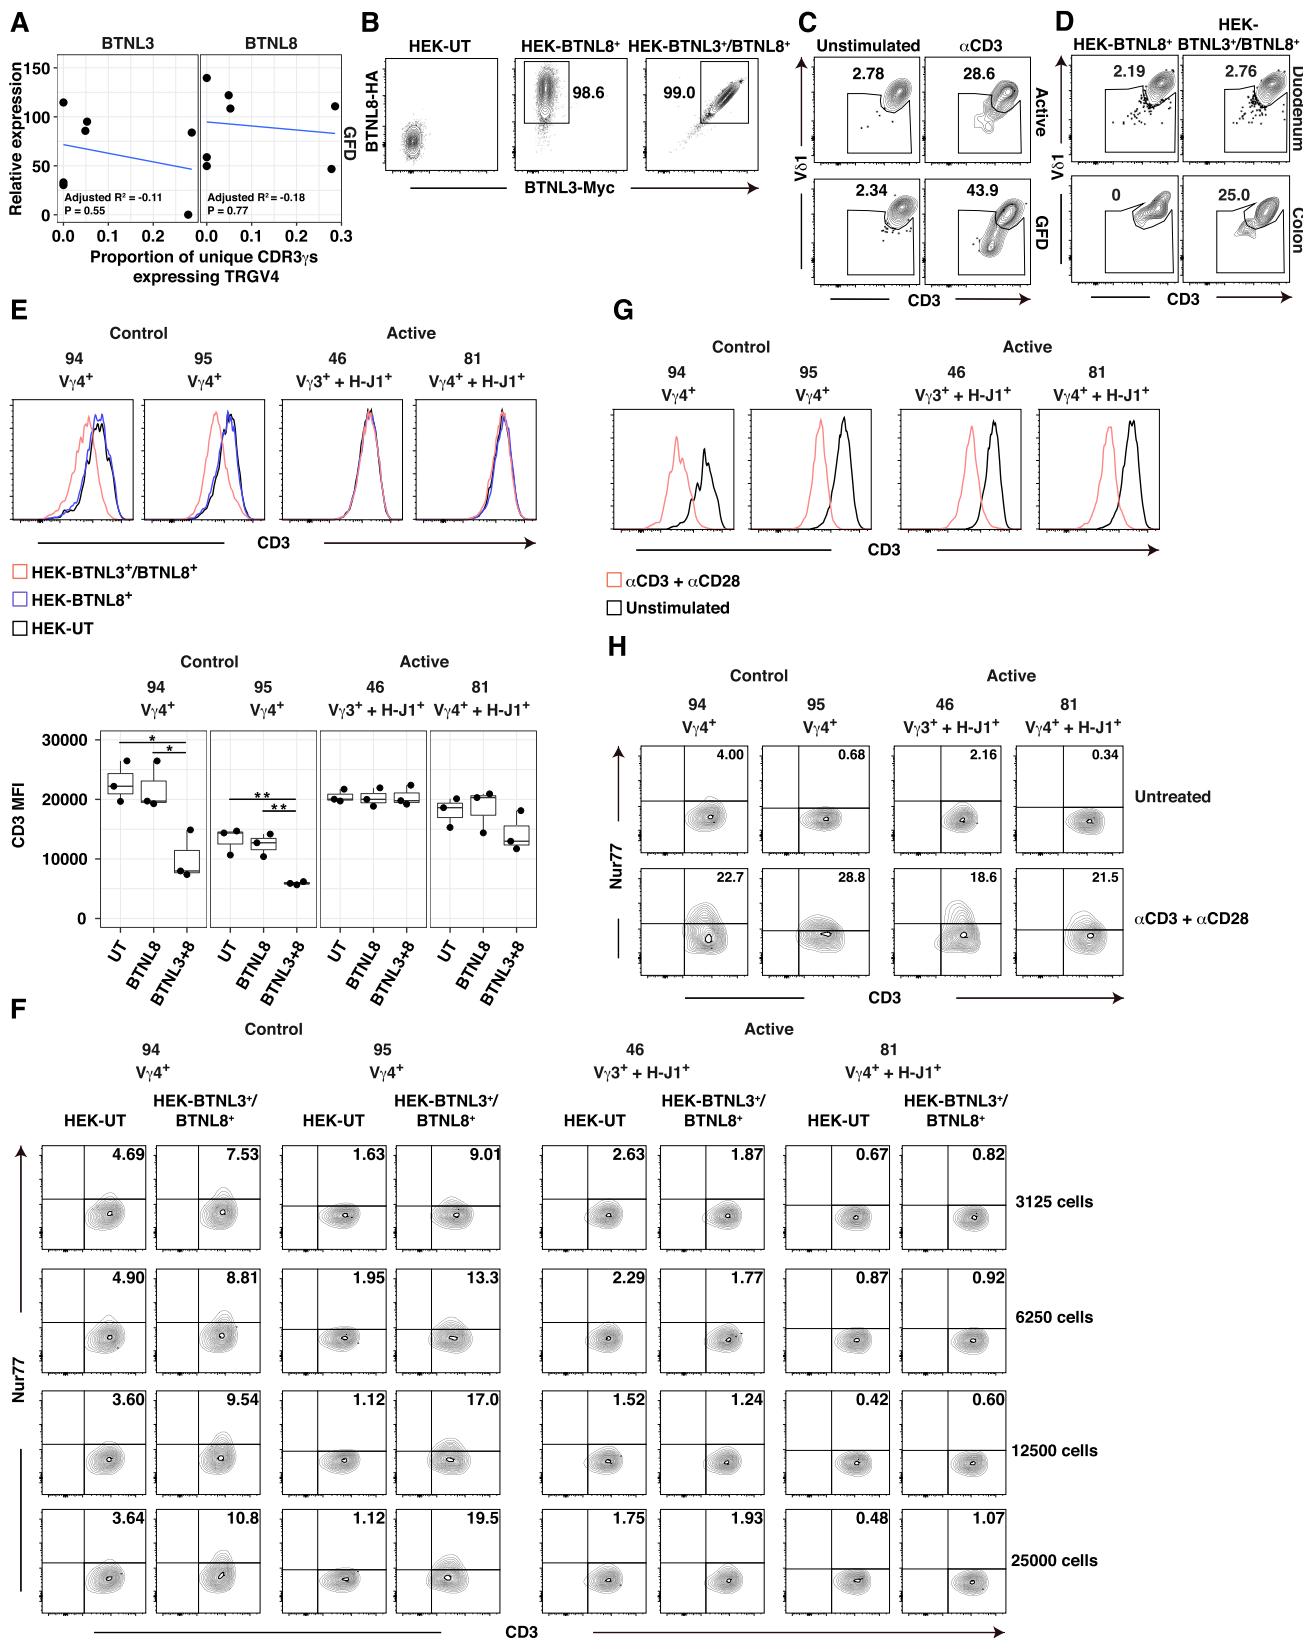 A
BTNL3
BTNL8
Relative expression
150
100
50
0
GFD
Adjusted R² = -0.11
P = 0.55
Adjusted R² = -0.18
P = 0.77
0.0 0.1 0.2 0.0 0.1 0.2 0.3
Proportion of unique CDR3γs
expressing TRGV4
B
HEK-UT HEK-BTNL8⁺ HEK-BTNL3⁺/BTNL8⁺
BTNL8-HA
98.6
99.0
BTNL3-Myc
C
Unstimulated αCD3
2.78 28.6
Active
Vδ1
2.34 43.9
GFD
CD3
D
HEK-BTNL8⁺
HEK-
BTNL3⁺/BTNL8⁺
2.19 2.76
Duodenum
Vδ1
0 25.0
Colon
CD3
E
Control Active
94 95 46 81
Vγ4⁺ Vγ4⁺ Vγ3⁺ + H-J1⁺ Vγ4⁺ + H-J1⁺
CD3
HEK-BTNL3⁺/BTNL8⁺
HEK-BTNL8⁺
HEK-UT
Control Active
94 95 46 81
Vγ4⁺ Vγ4⁺ Vγ3⁺ + H-J1⁺ Vγ4⁺ + H-J1⁺
CD3 MFI
30000
20000
10000
0
*
*
**
**
UT BTNL8 BTNL3+8 UT BTNL8 BTNL3+8 UT BTNL8 BTNL3+8 UT BTNL8 BTNL3+8
G
Control Active
94 95 46 81
Vγ4⁺ Vγ4⁺ Vγ3⁺ + H-J1⁺ Vγ4⁺ + H-J1⁺
CD3
αCD3 + αCD28
Unstimulated
H
Control Active
94 95 46 81
Vγ4⁺ Vγ4⁺ Vγ3⁺ + H-J1⁺ Vγ4⁺ + H-J1⁺
4.00 0.68 2.16 0.34
Untreated
Nur77
22.7 28.8 18.6 21.5
αCD3 + αCD28
CD3
F
Control Active
94 95 46 81
Vγ4⁺ Vγ4⁺ Vγ3⁺ + H-J1⁺ Vγ4⁺ + H-J1⁺
HEK-UT HEK-BTNL3⁺/ HEK-UT HEK-BTNL3⁺/ HEK-UT HEK-BTNL3⁺/ HEK-UT HEK-BTNL3⁺/
BTNL8⁺ BTNL8⁺ BTNL8⁺ BTNL8⁺
4.69 7.53 1.63 9.01 2.63 1.87 0.67 0.82
3125 cells
4.90 8.81 1.95 13.3 2.29 1.77 0.87 0.92
6250 cells
Nur77
3.60 9.54 1.12 17.0 1.52 1.24 0.42 0.60
12500 cells
3.64 10.8 1.12 19.5 1.75 1.93 0.48 1.07
25000 cells
CD3